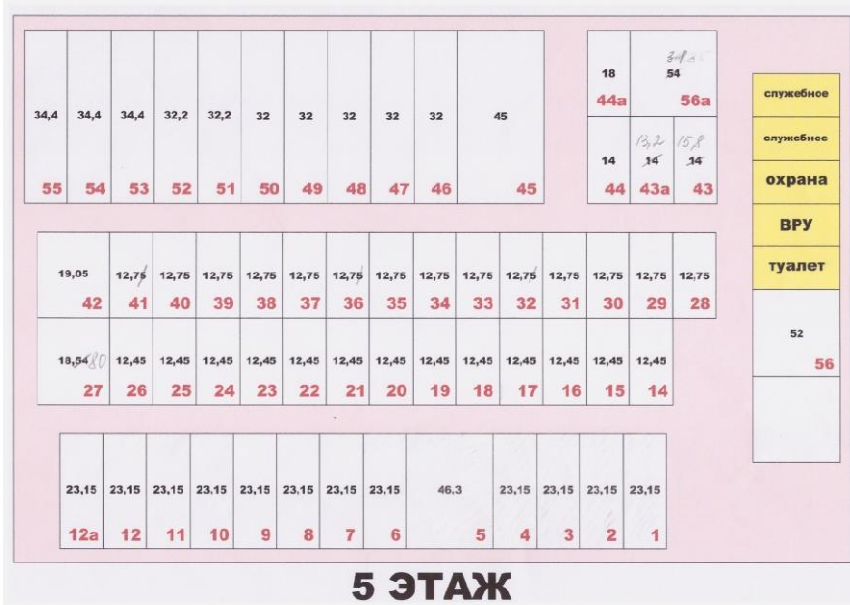 34,4 34,4 34,4 32,2 32,2 32 32 32 32 32 45
55 54 53 52 51 50 49 48 47 46 45
18 54
44а 56а
13,2 15,8
14 14 14
44 43а 43
служебное
служебное
охрана
ВРУ
туалет
52
56
19,05 12,75 12,75 12,75 12,75 12,75 12,75 12,75 12,75 12,75 12,75 12,75 12,75 12,75 12,75
42 41 40 39 38 37 36 35 34 33 32 31 30 29 28
18,54 12,45 12,45 12,45 12,45 12,45 12,45 12,45 12,45 12,45 12,45 12,45 12,45 12,45
27 26 25 24 23 22 21 20 19 18 17 16 15 14
23,15 23,15 23,15 23,15 23,15 23,15 23,15 23,15 46,3 23,15 23,15 23,15 23,15
12а 12 11 10 9 8 7 6 5 4 3 2 1
5 ЭТАЖ